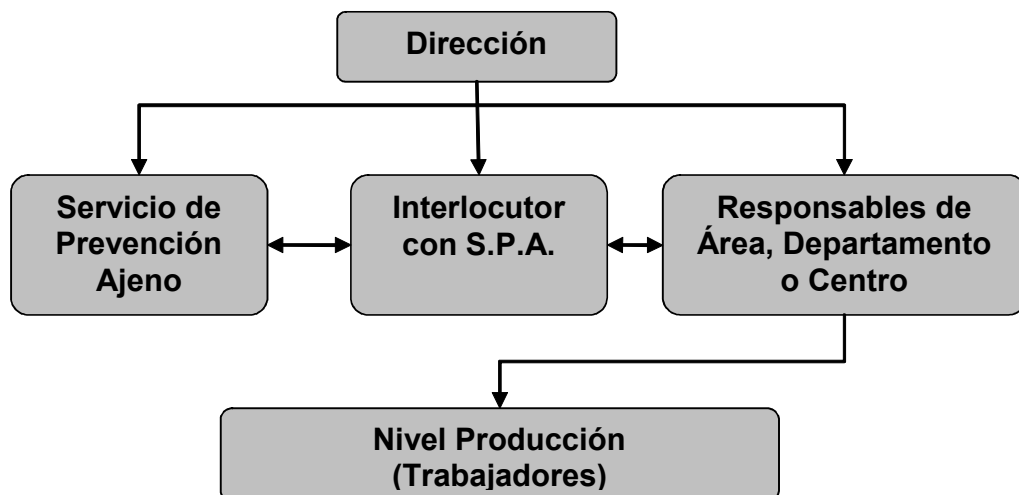 Dirección
Servicio de
Prevención
Ajeno
Interlocutor
con S.P.A.
Responsables de
Área, Departamento
o Centro
Nivel Producción
(Trabajadores)